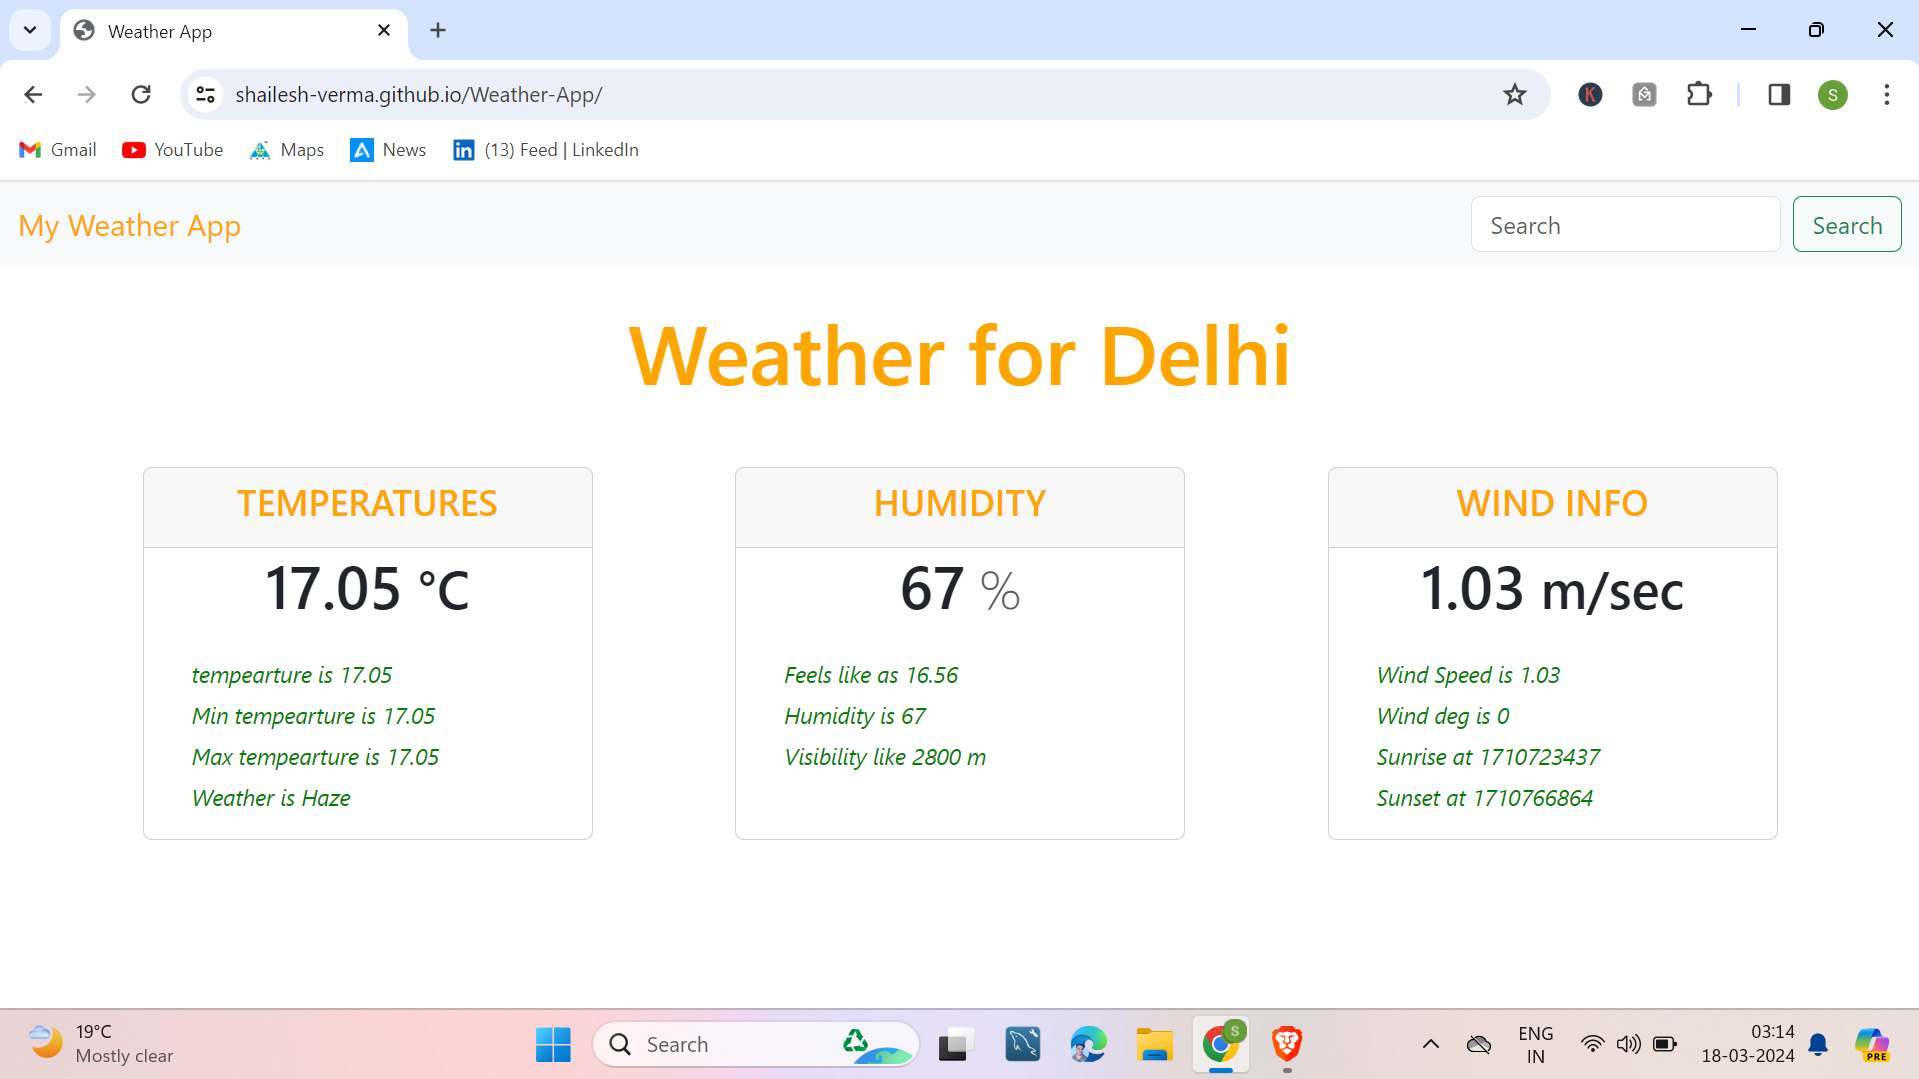 Weather App
shailesh-verma.github.io/Weather-App/
K
S
Gmail YouTube Maps News (13) Feed | LinkedIn
My Weather App
Search
Search
Weather for Delhi
TEMPERATURES
17.05 °C
tempearture is 17.05
Min tempearture is 17.05
Max tempearture is 17.05
Weather is Haze
HUMIDITY
67 %
Feels like as 16.56
Humidity is 67
Visibility like 2800 m
WIND INFO
1.03 m/sec
Wind Speed is 1.03
Wind deg is 0
Sunrise at 1710723437
Sunset at 1710766864
19°C
Mostly clear
Search
S
ENG
IN
03:14
18-03-2024
PRE